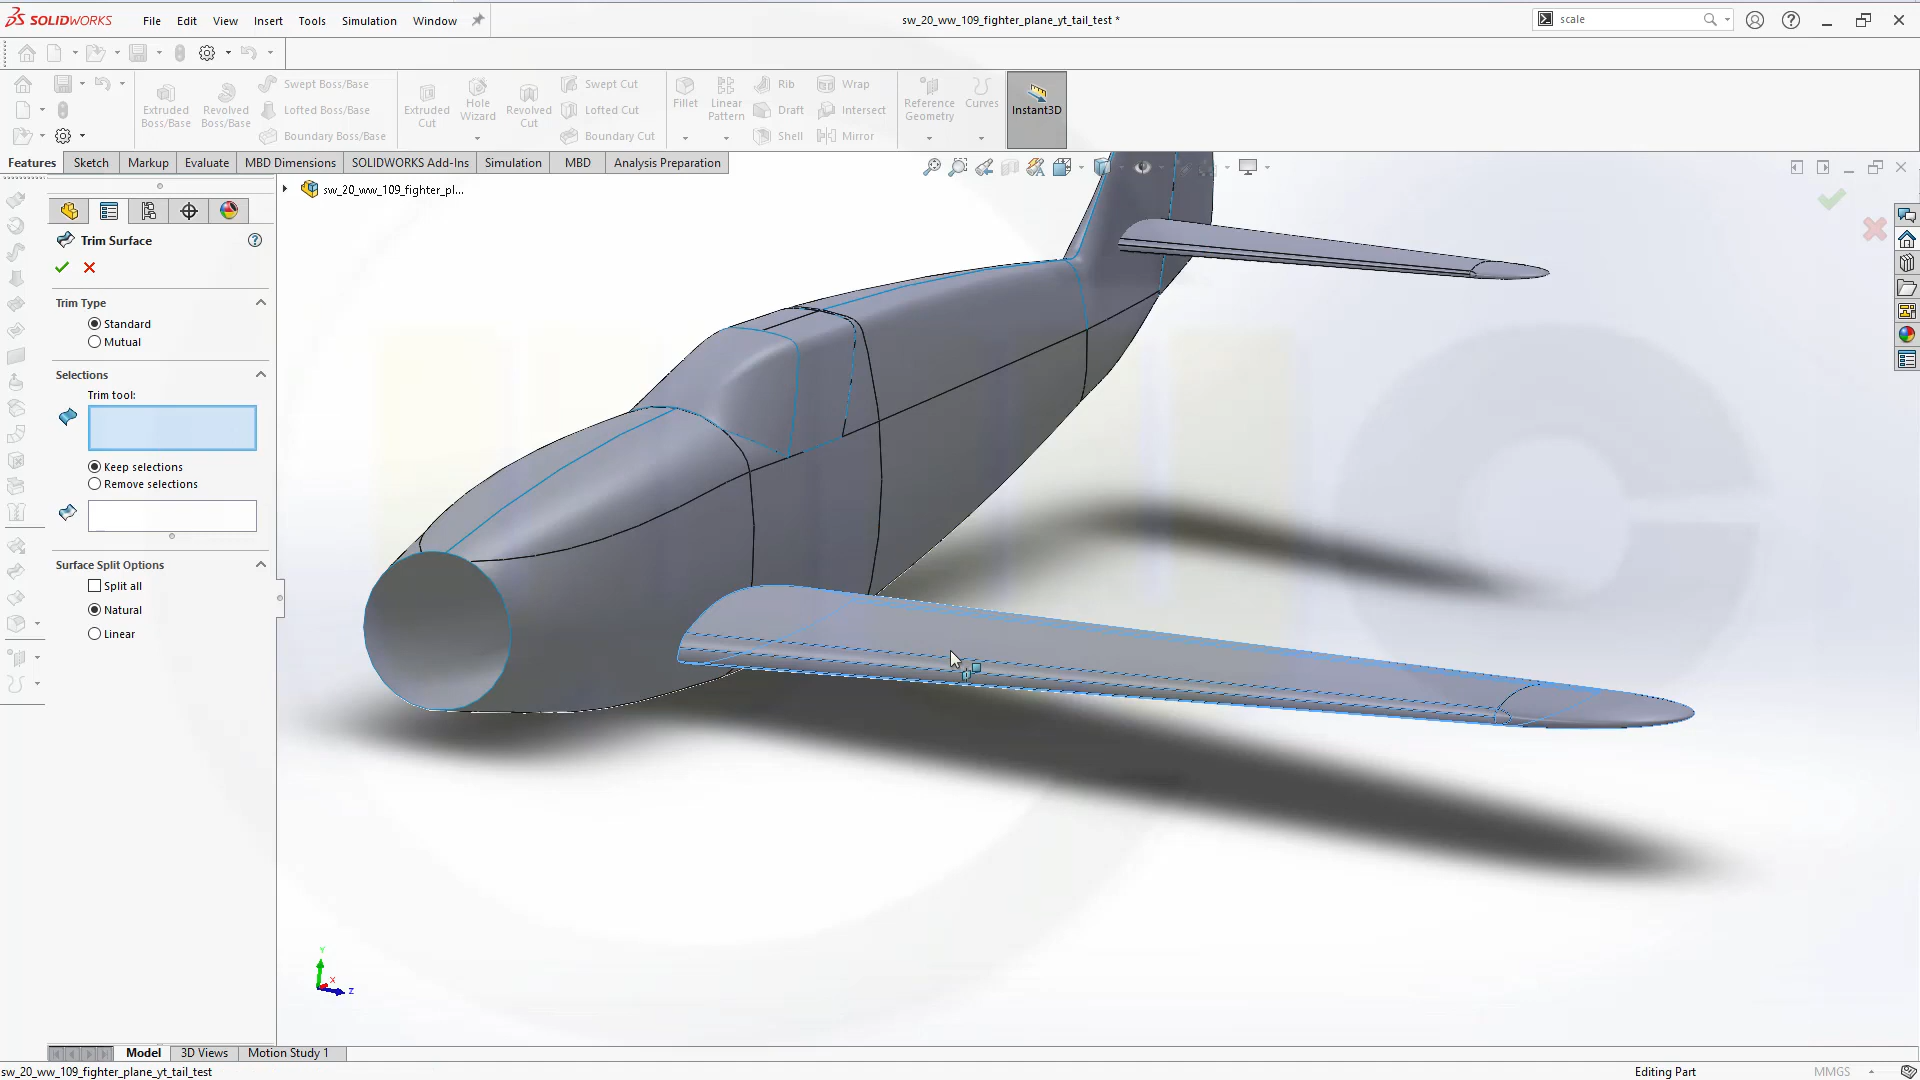 SOLIDWORKS File Edit View Insert Tools Simulation Window
sw_20_ww_109_fighter_plane_yt_tail_test *
scale
Extruded Boss/Base
Revolved Boss/Base
Swept Boss/Base
Lofted Boss/Base
Boundary Boss/Base
Extruded Cut
Hole Wizard
Revolved Cut
Swept Cut
Lofted Cut
Boundary Cut
Fillet
Linear Pattern
Rib
Draft
Shell
Wrap
Intersect
Mirror
Reference Geometry
Curves
Instant3D
Features Sketch Markup Evaluate MBD Dimensions SOLIDWORKS Add-Ins Simulation MBD Analysis Preparation
sw_20_ww_109_fighter_pl...
Trim Surface
Trim Type
Standard
Mutual
Selections
Trim tool:
Keep selections
Remove selections
Surface Split Options
Split all
Natural
Linear
Y
X
Z
Model 3D Views Motion Study 1
sw_20_ww_109_fighter_plane_yt_tail_test
Editing Part
MMGS